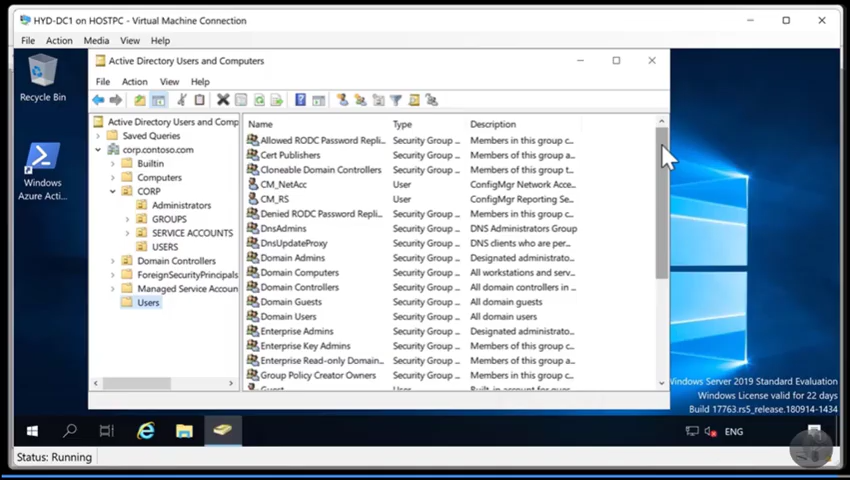 HYD-DC1 on HOSTPC - Virtual Machine Connection
File Action Media View Help
Recycle Bin
Windows
Azure Acti...
Active Directory Users and Computers
File Action View Help
Active Directory Users and Comp
Saved Queries
corp.contoso.com
Builtin
Computers
CORP
Administrators
GROUPS
SERVICE ACCOUNTS
USERS
Domain Controllers
ForeignSecurityPrincipals
Managed Service Accoun
Users
Name Type Description
Allowed RODC Password Repli... Security Group ... Members in this group c...
Cert Publishers Security Group ... Members of this group a...
Cloneable Domain Controllers Security Group ... Members of this group t...
CM_NetAcc User ConfigMgr Network Acce...
CM_RS User ConfigMgr Reporting Se...
Denied RODC Password Repli... Security Group ... Members in this group c...
DnsAdmins Security Group ... DNS Administrators Group
DnsUpdateProxy Security Group ... DNS clients who are per...
Domain Admins Security Group ... Designated administrato...
Domain Computers Security Group ... All workstations and serv...
Domain Controllers Security Group ... All domain controllers in ...
Domain Guests Security Group ... All domain guests
Domain Users Security Group ... All domain users
Enterprise Admins Security Group ... Designated administrato...
Enterprise Key Admins Security Group ... Members of this group c...
Enterprise Read-only Domain... Security Group ... Members of this group a...
Group Policy Creator Owners Security Group ... Members in this group c...
Guest User Built-in account for gues...
Windows Server 2019 Standard Evaluation
Windows License valid for 22 days
Build 17763.rs5_release.180914-1434
ENG
Status: Running